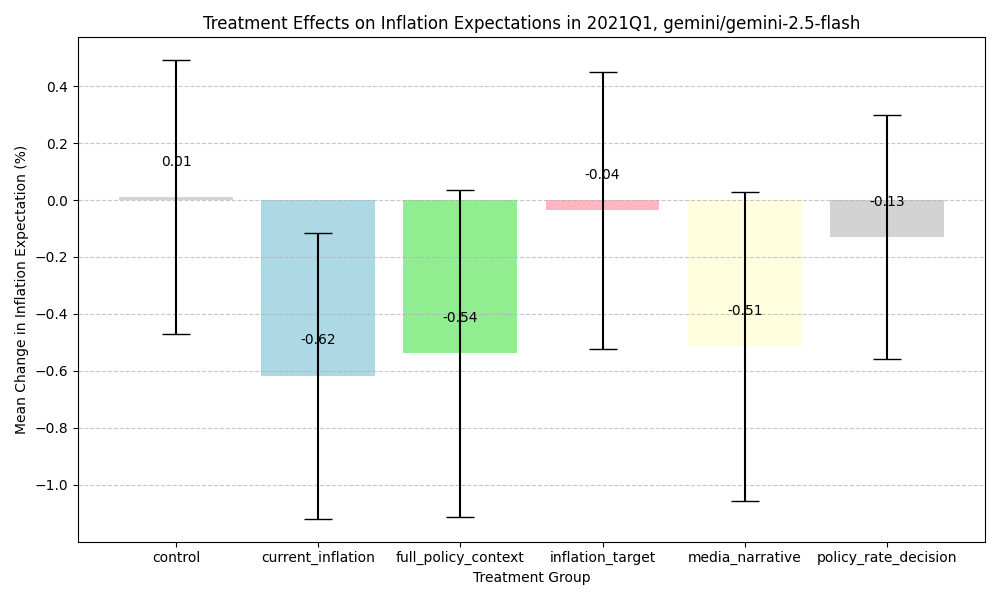 Treatment Effects on Inflation Expectations in 2021Q1, gemini/gemini-2.5-flash
Mean Change in Inflation Expectation (%)
0.4
0.2
0.0
−0.2
−0.4
−0.6
−0.8
−1.0
0.01
-0.62
-0.54
-0.04
-0.51
-0.13
control
current_inflation
full_policy_context
inflation_target
media_narrative
policy_rate_decision
Treatment Group